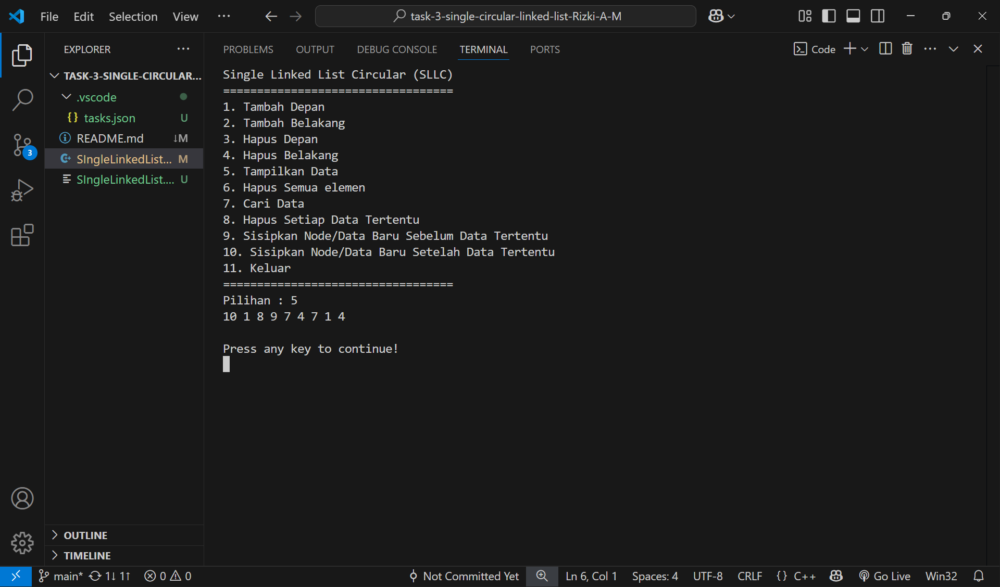 File Edit Selection View ··· task-3-single-circular-linked-list-Rizki-A-M
EXPLORER ···
TASK-3-SINGLE-CIRCULAR...
.vscode
{} tasks.json U
README.md ↓M
SIngleLinkedList... M
SIngleLinkedList.... U
3
OUTLINE
TIMELINE
PROBLEMS OUTPUT DEBUG CONSOLE TERMINAL PORTS Code ···
Single Linked List Circular (SLLC)
==================================
1. Tambah Depan
2. Tambah Belakang
3. Hapus Depan
4. Hapus Belakang
5. Tampilkan Data
6. Hapus Semua elemen
7. Cari Data
8. Hapus Setiap Data Tertentu
9. Sisipkan Node/Data Baru Sebelum Data Tertentu
10. Sisipkan Node/Data Baru Setelah Data Tertentu
11. Keluar
==================================
Pilihan : 5
10 1 8 9 7 4 7 1 4
Press any key to continue!
main* 1↓ 1↑ 0 0 Not Committed Yet Ln 6, Col 1 Spaces: 4 UTF-8 CRLF {} C++ Go Live Win32